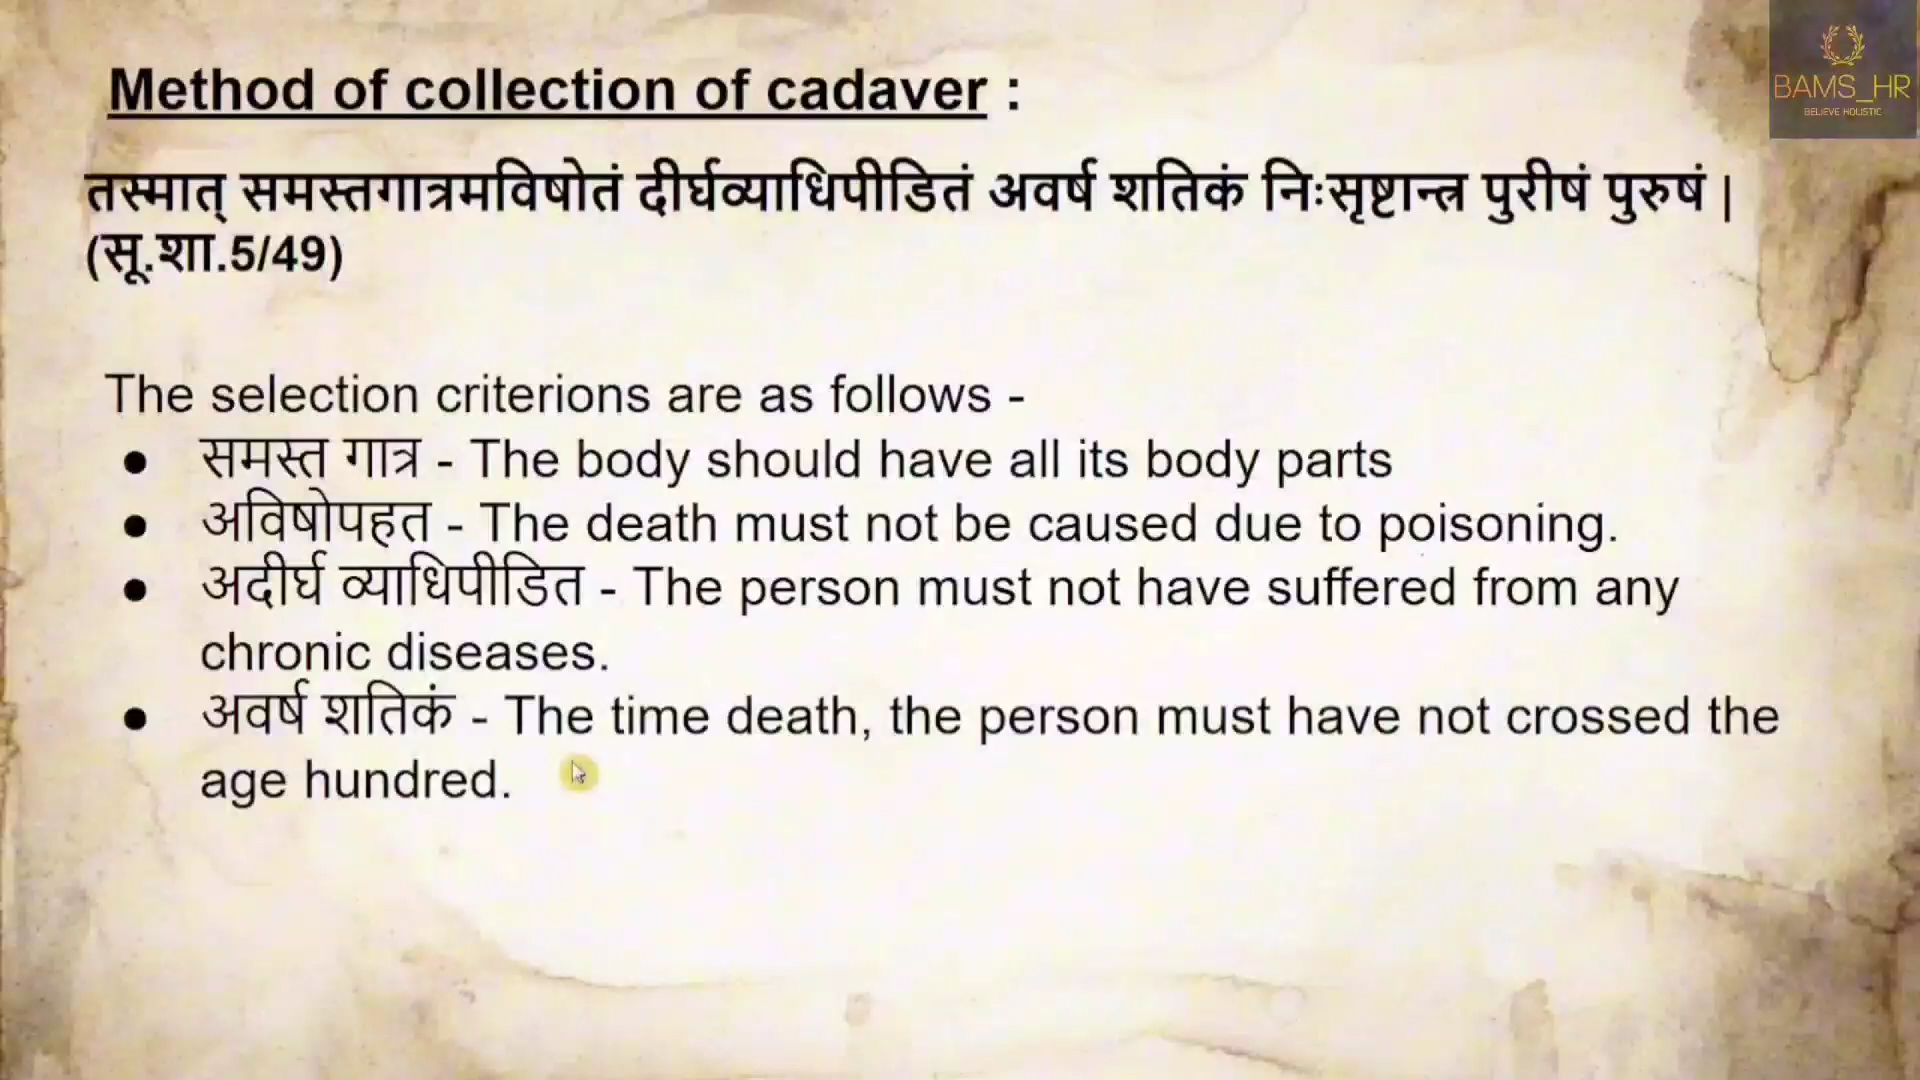 Method of collection of cadaver :
BAMS_HR
BELIEVE HOLISTIC
तस्मात् समस्तगात्रमविषोतं दीर्घव्याधिपीडितं अवर्ष शतिकं निःसृष्टान्त्र पुरीषं पुरुषं |
(सू.शा.5/49)
The selection criterions are as follows -
● समस्त गात्र - The body should have all its body parts
● अविषोपहत - The death must not be caused due to poisoning.
● अदीर्घ व्याधिपीडित - The person must not have suffered from any
chronic diseases.
● अवर्ष शतिकं - The time death, the person must have not crossed the
age hundred.